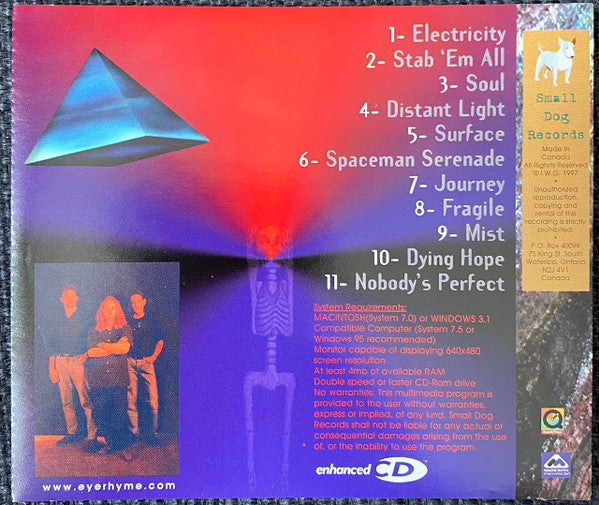 1- Electricity
2- Stab 'Em All
3- Soul
4- Distant Light
5- Surface
6- Spaceman Serenade
7- Journey
8- Fragile
9- Mist
10- Dying Hope
11- Nobody's Perfect
System Requirements:
MACINTOSH(System 7.0) or WINDOWS 3.1
Compatible Computer (System 7.5 or
Windows 95 recommended)
Monitor capable of displaying 640x480
screen resolution
At least 4mb of available RAM
Double speed or faster CD-Rom drive
No warranties: This multimedia program is
provided to the user without warranties,
express or implied, of any kind. Small Dog
Records shall not be liable for any actual or
consequential damages arising from the use
of, or the inability to use the program.
enhanced CD
www.eyerhyme.com
Small
Dog
Records
Made in
Canada
All Rights Reserved
© I.W.G. 1997
Unauthorized
reproduction,
copying and
rental of this
recording is strictly
prohibited.
P.O. Box 40099
75 King St. South
Waterloo, Ontario
N2J 4V1
Canada